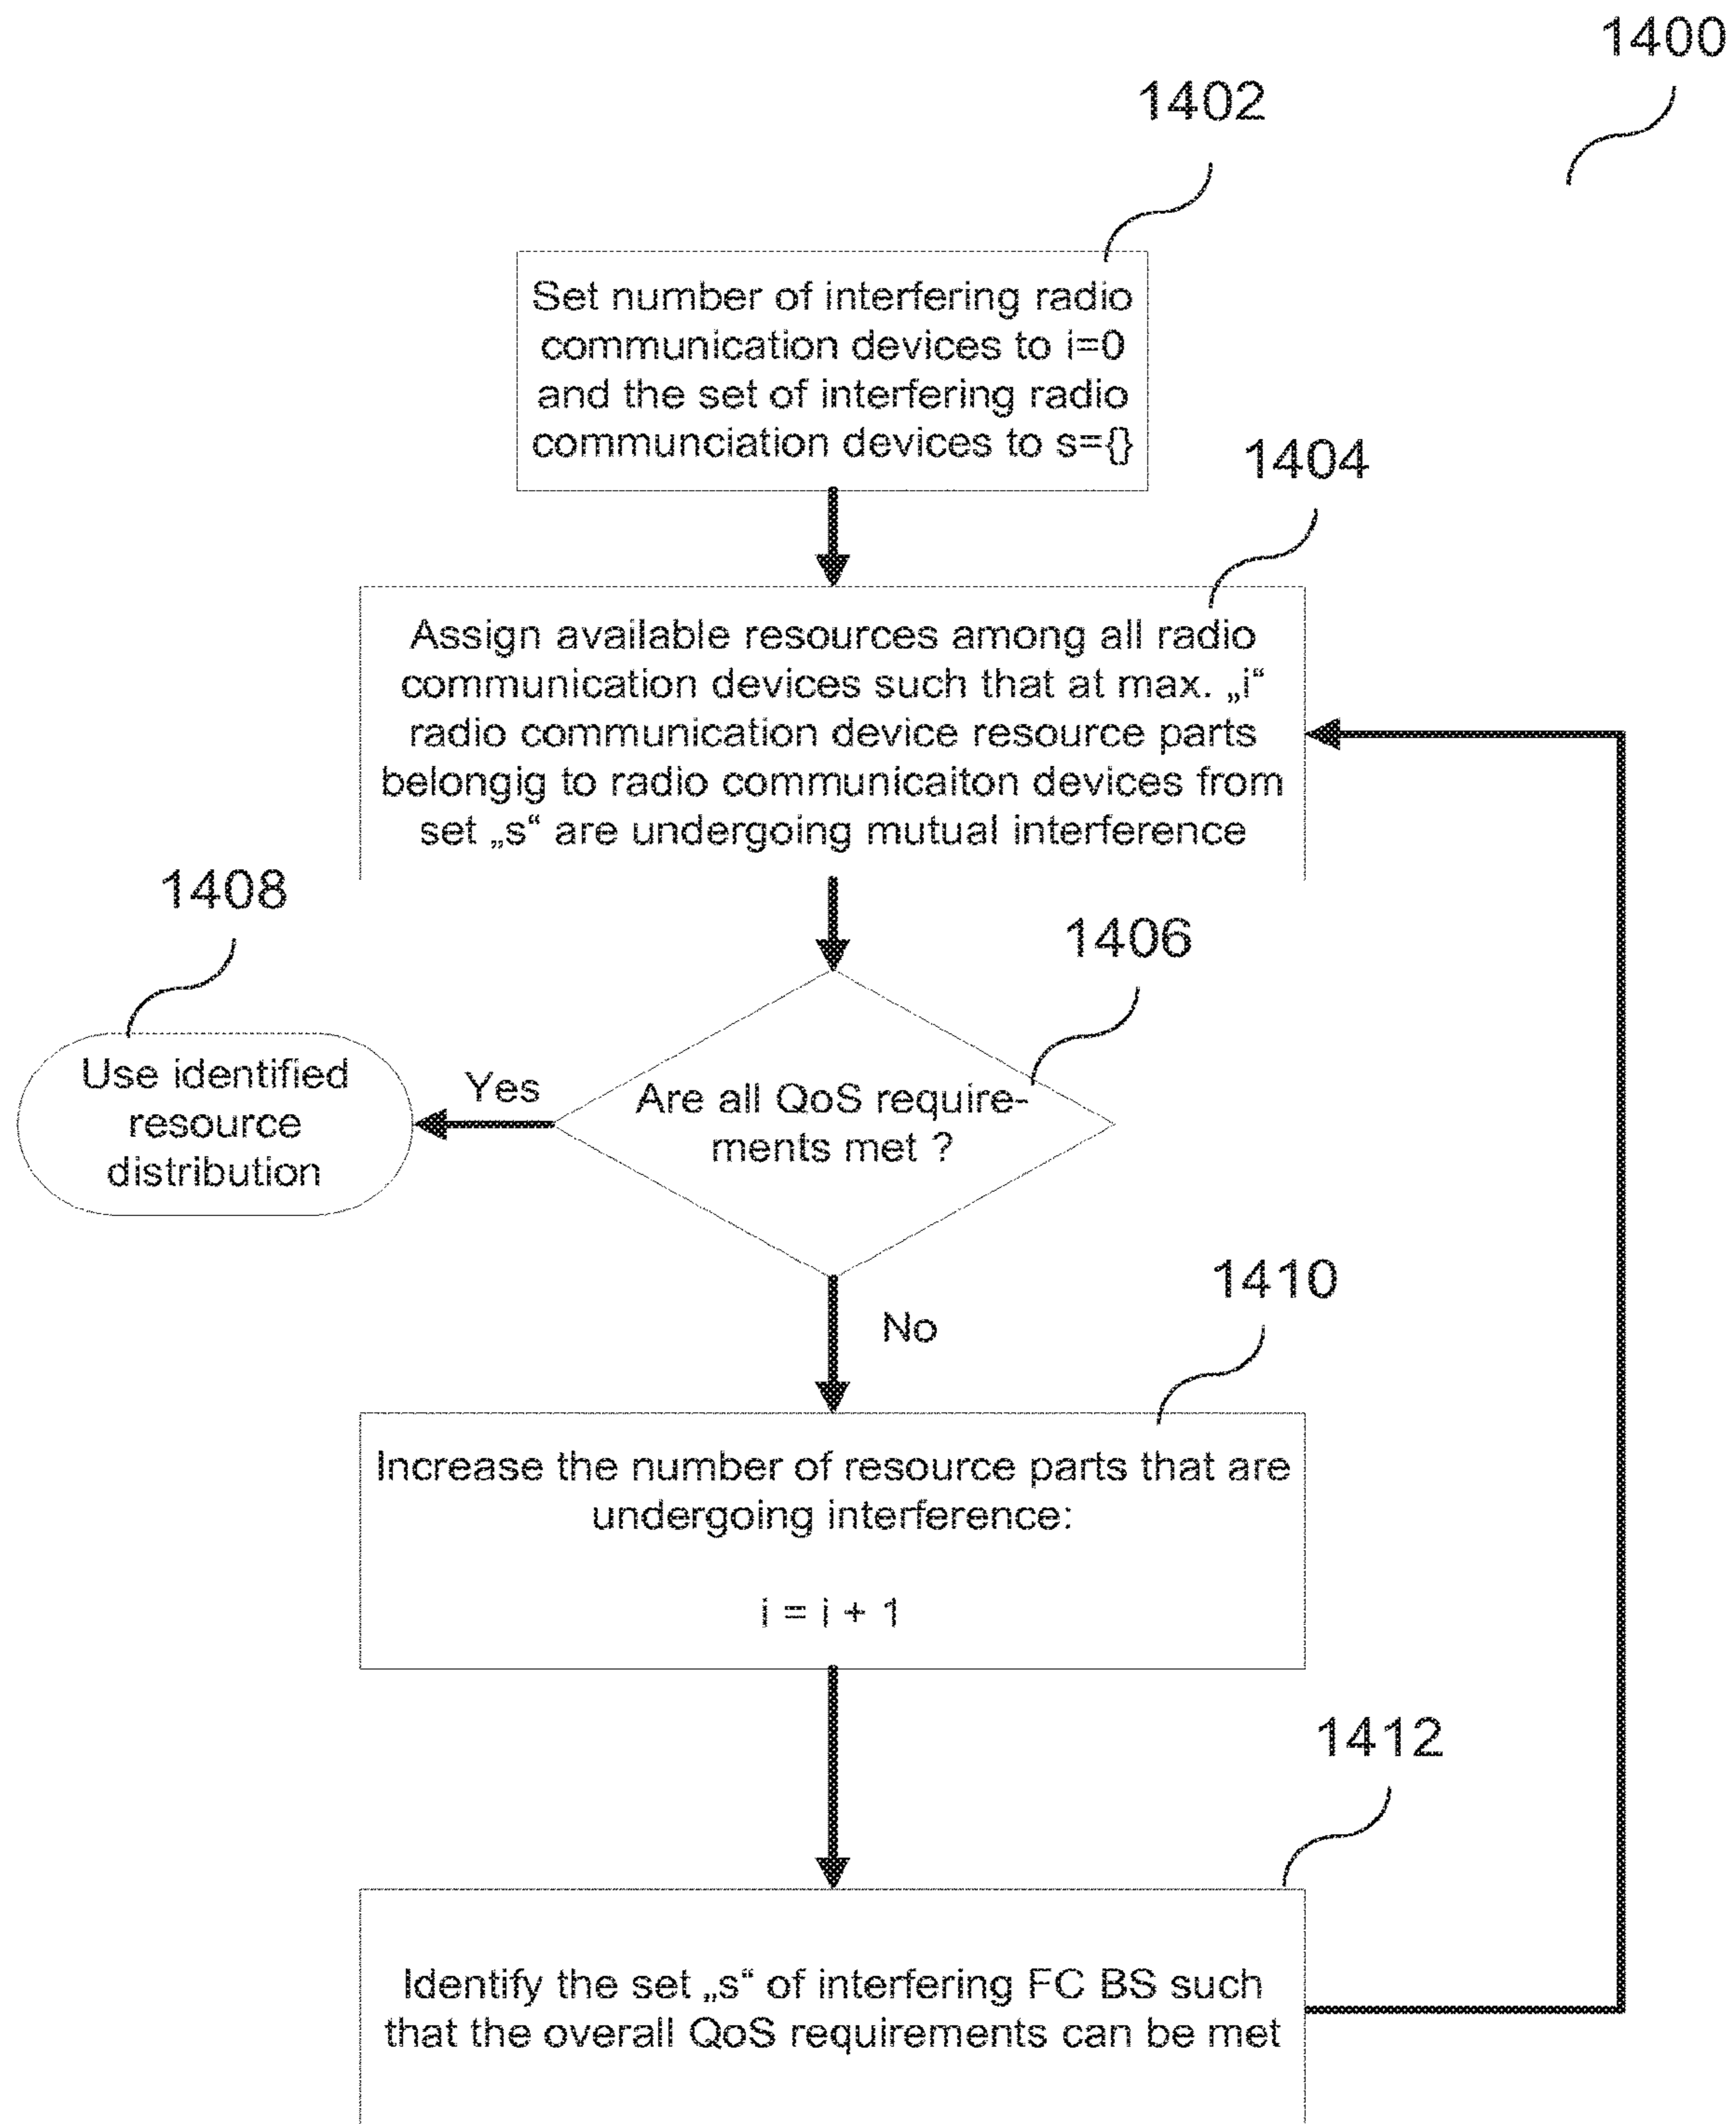 1400
1402
Set number of interfering radio
communication devices to i=0
and the set of interfering radio
communciation devices to s={}
1404
Assign available resources among all radio
communication devices such that at max. „i“
radio communication device resource parts
belongig to radio communicaiton devices from
set „s“ are undergoing mutual interference
1408
1406
Use identified
resource
distribution
Yes
Are all QoS require-
ments met ?
No
1410
Increase the number of resource parts that are
undergoing interference:
i = i + 1
1412
Identify the set „s“ of interfering FC BS such
that the overall QoS requirements can be met